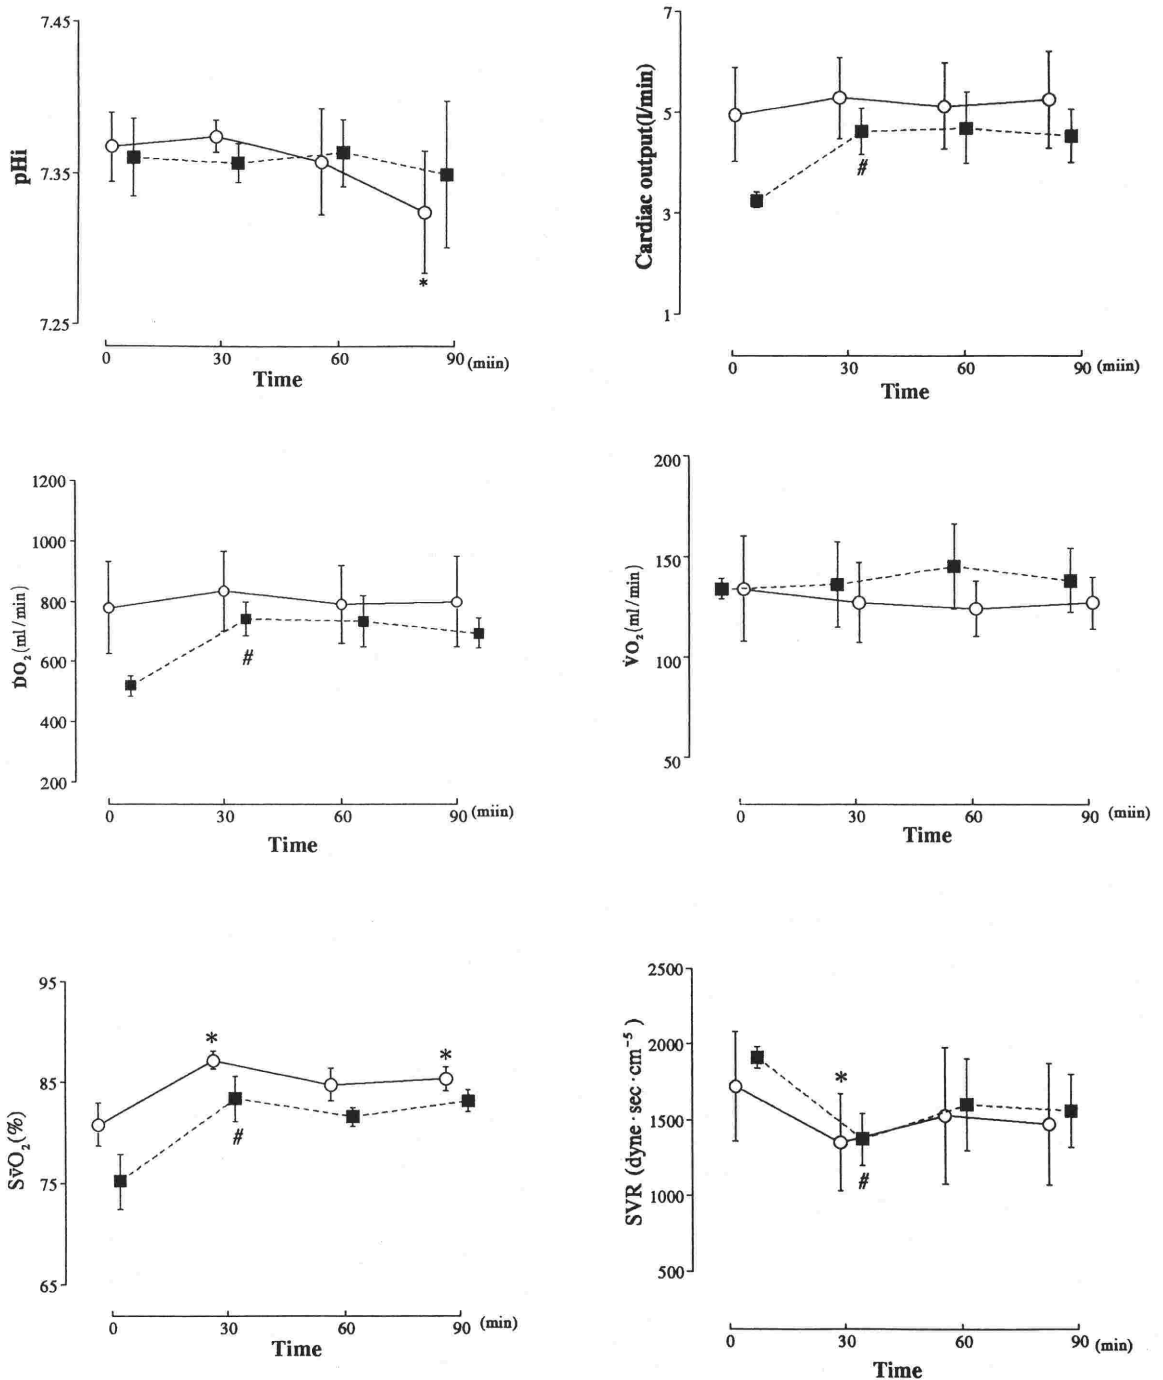 7.45
7.35
7.25
pHi
*
0 30 60 90 (miin)
Time
7
5
3
1
Cardiac output(l/min)
#
0 30 60 90 (miin)
Time
1200
1000
800
600
400
200
ḊO₂(ml/min)
#
0 30 60 90 (miin)
Time
200
150
100
50
V̇O₂(ml/min)
0 30 60 90 (miin)
Time
95
85
75
65
Sv̄O₂(%)
* *
#
0 30 60 90 (min)
Time
2500
2000
1500
1000
500
SVR (dyne·sec·cm⁻⁵)
*
#
0 30 60 90 (min)
Time